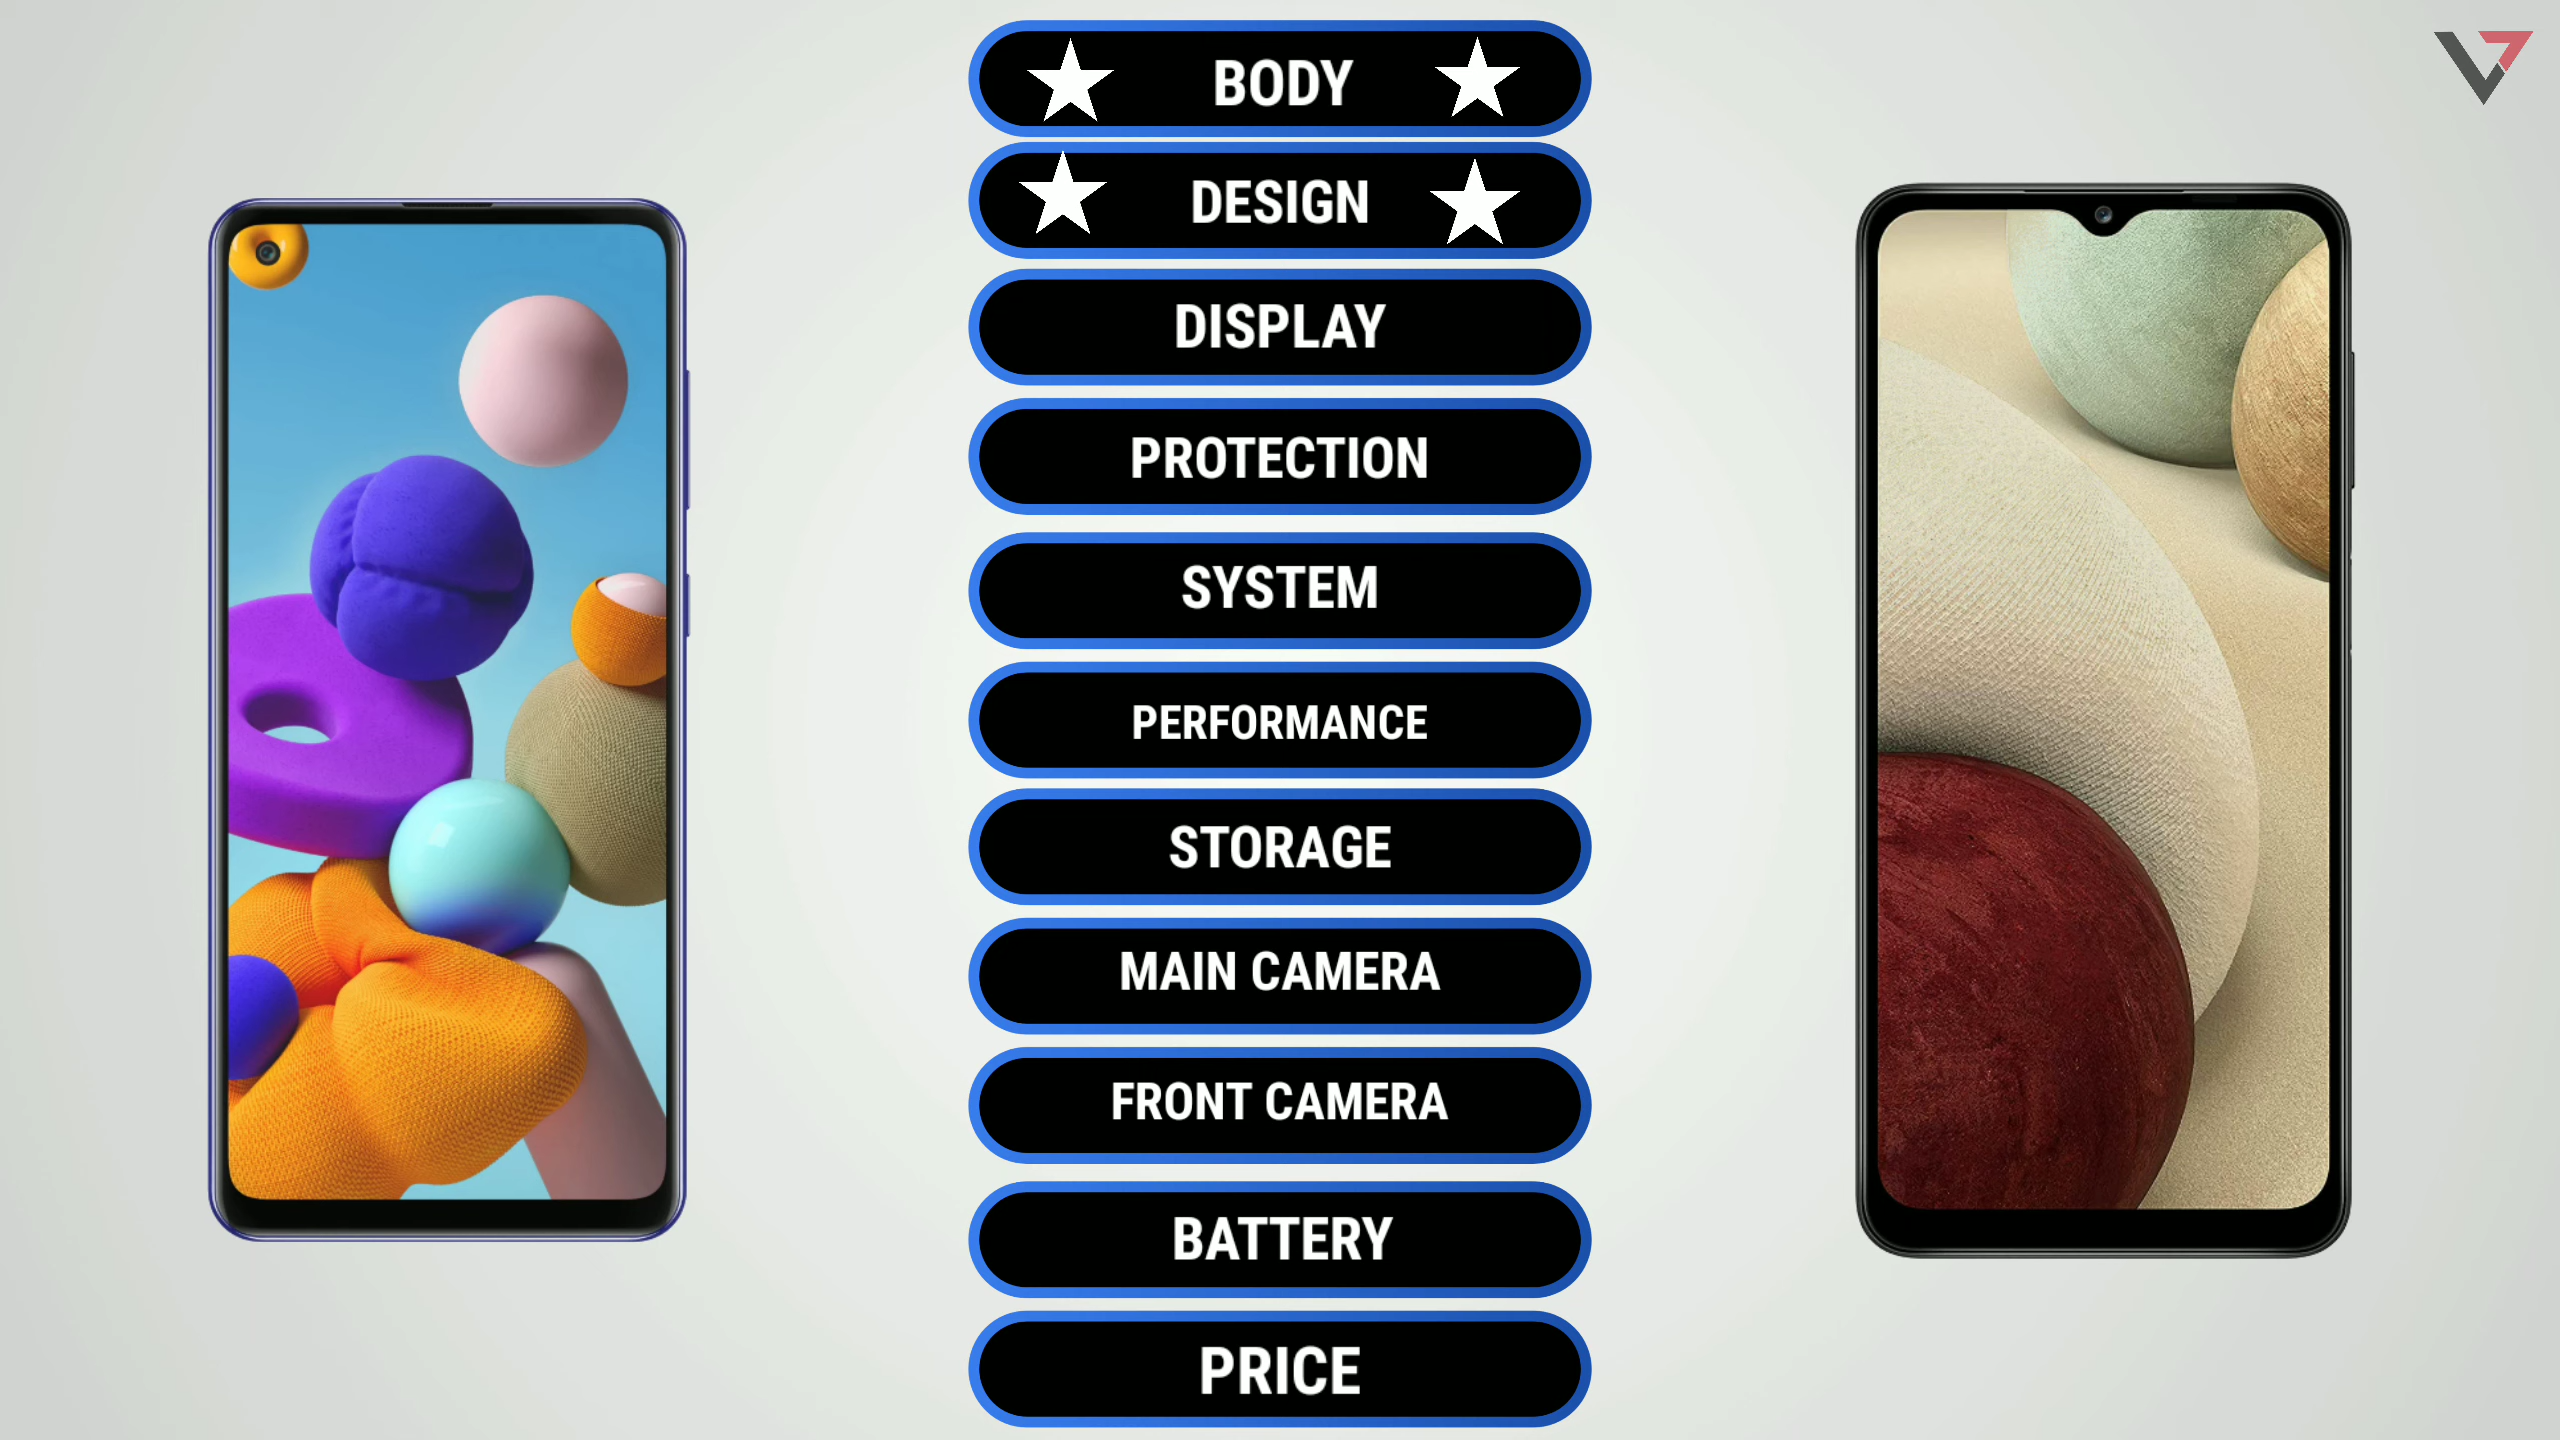 BODY
DESIGN
DISPLAY
PROTECTION
SYSTEM
PERFORMANCE
STORAGE
MAIN CAMERA
FRONT CAMERA
BATTERY
PRICE